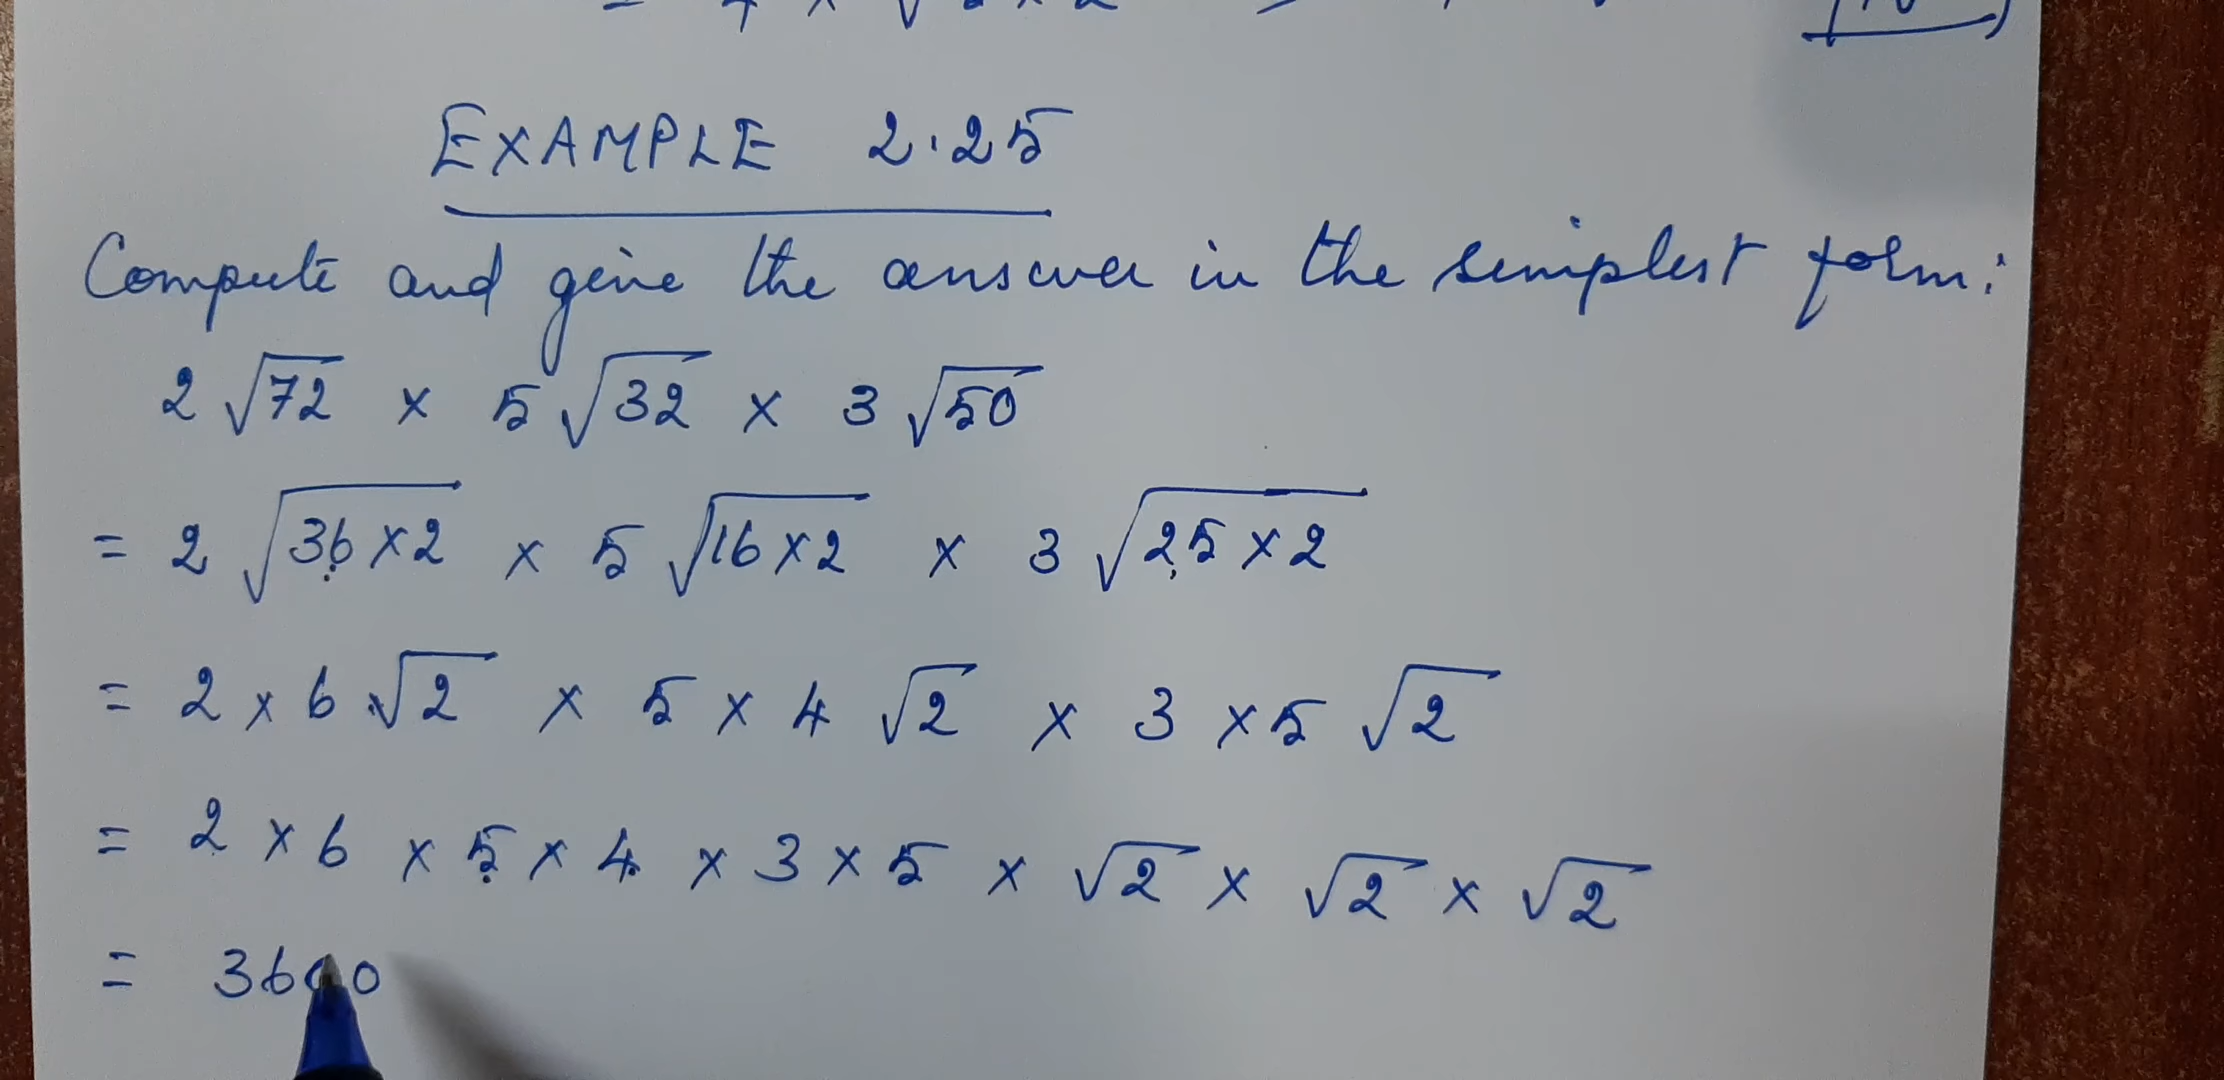 EXAMPLE 2.25
Compute and give the answer in the simplest form:
2 √72 × 5 √32 × 3 √50
= 2 √36×2 × 5 √16×2 × 3 √25×2
= 2 × 6 √2 × 5 × 4 √2 × 3 × 5 √2
= 2 × 6 × 5 × 4 × 3 × 5 × √2 × √2 × √2
= 3600